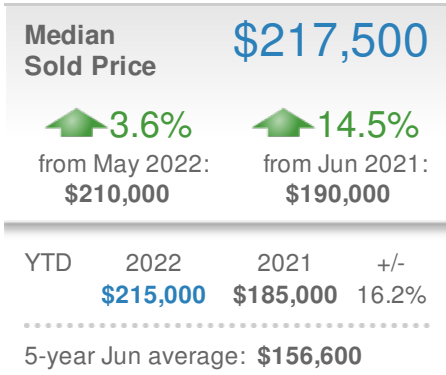 Median $217,500
Sold Price
3.6% 14.5%
from May 2022: from Jun 2021:
$210,000 $190,000
YTD 2022 2021 +/-
$215,000 $185,000 16.2%
5-year Jun average: $156,600